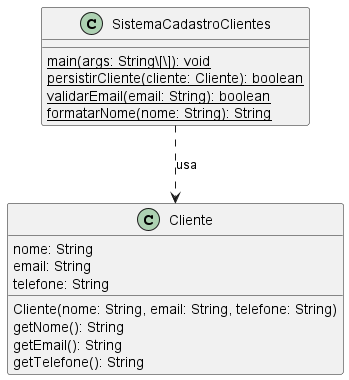 C SistemaCadastroClientes
main(args: String\[\]): void
persistirCliente(cliente: Cliente): boolean
validarEmail(email: String): boolean
formatarNome(nome: String): String
usa
C Cliente
nome: String
email: String
telefone: String
Cliente(nome: String, email: String, telefone: String)
getNome(): String
getEmail(): String
getTelefone(): String